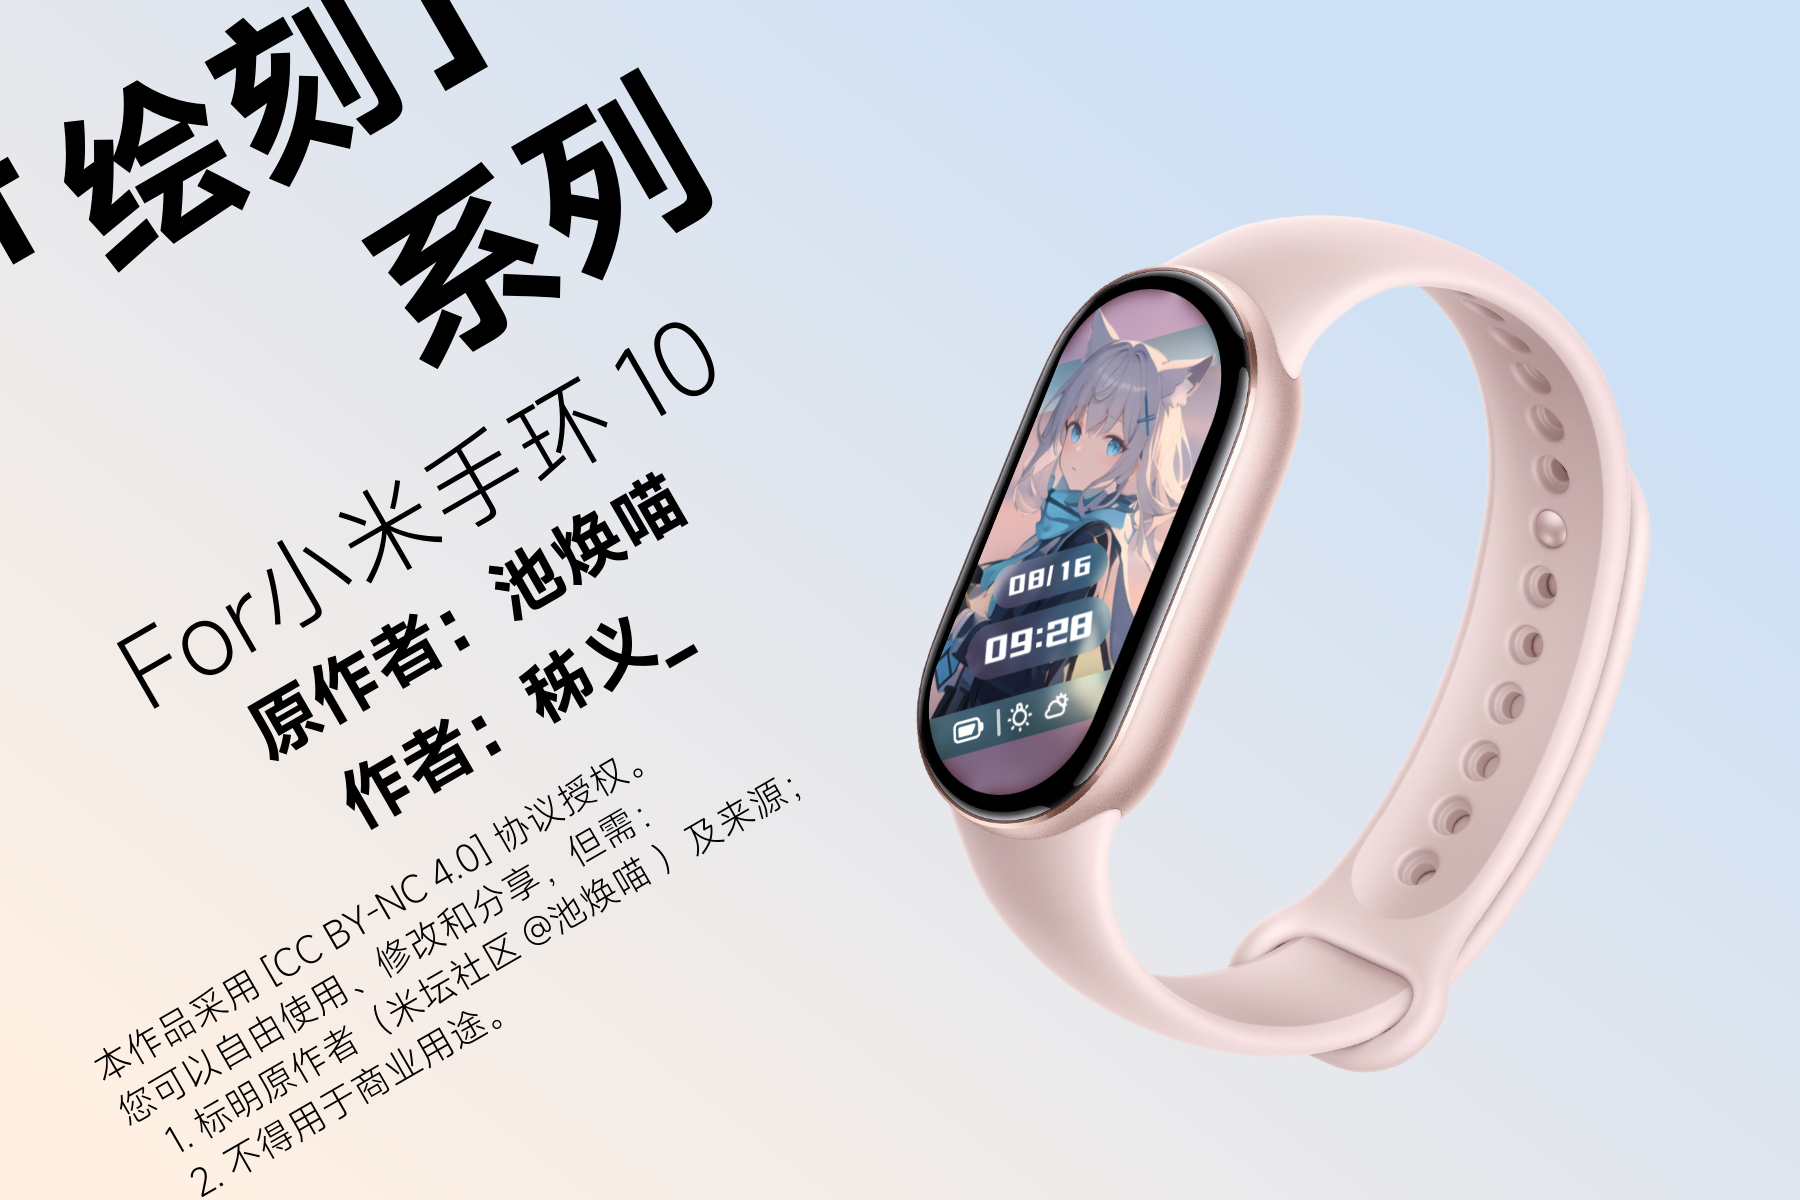 「绘刻」
系列
For小米手环 10
原作者：池焕喵
作者：秭义_
本作品采用 [CC BY-NC 4.0] 协议授权。
您可以自由使用、修改和分享，但需：
1. 标明原作者（米坛社区 @池焕喵 ）及来源；
2. 不得用于商业用途。
08/16
09:28